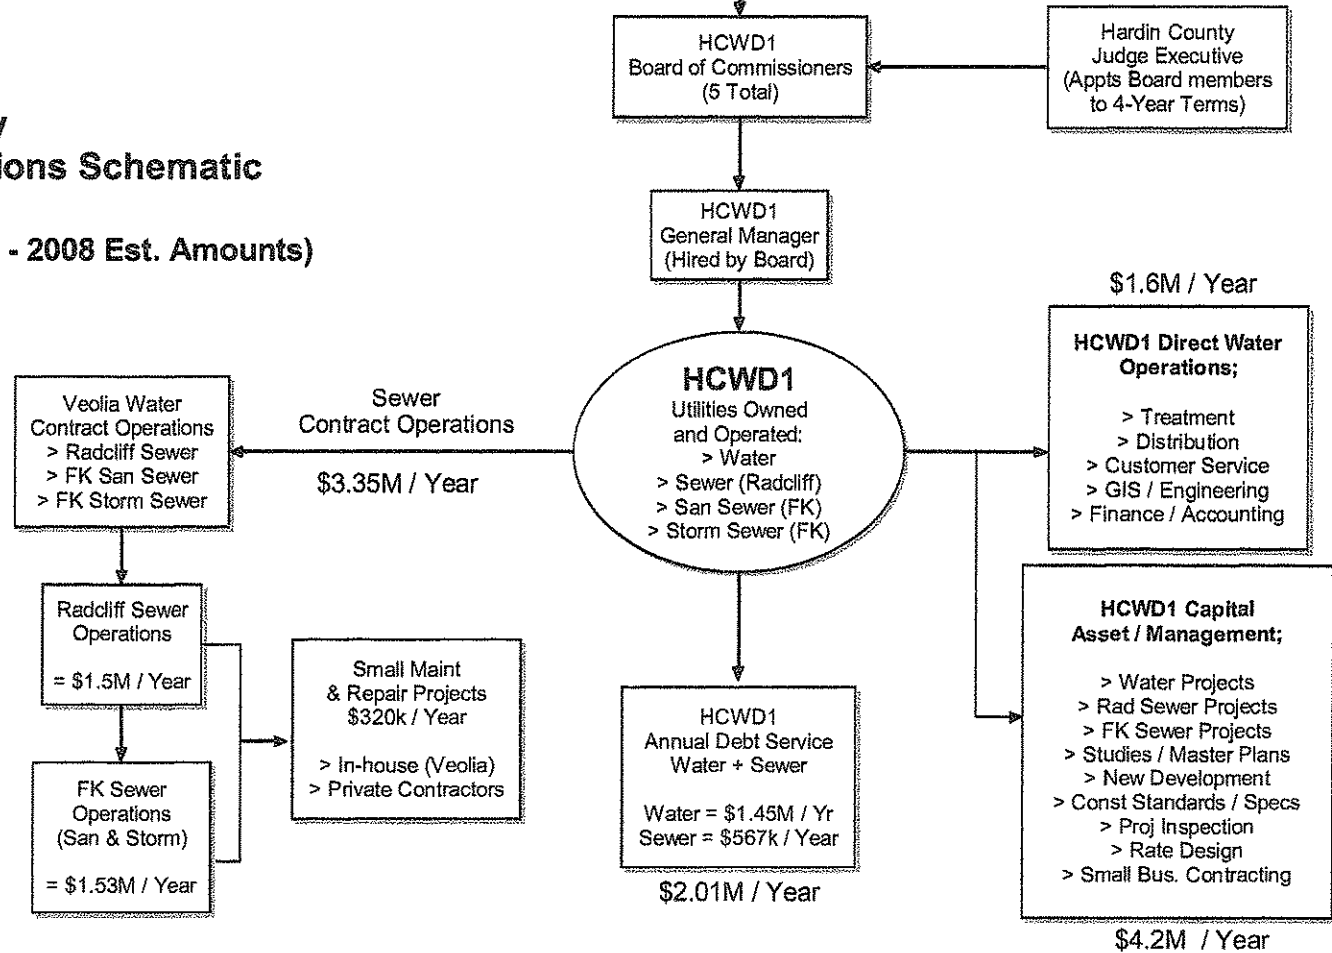 HCWD1
Board of Commissioners
(5 Total)
Hardin County
Judge Executive
(Appts Board members
to 4-Year Terms)
ions Schematic
- 2008 Est. Amounts)
HCWD1
General Manager
(Hired by Board)
$1.6M / Year
HCWD1 Direct Water
Operations;
> Treatment
> Distribution
> Customer Service
> GIS / Engineering
> Finance / Accounting
HCWD1
Utilities Owned
and Operated:
> Water
> Sewer (Radcliff)
> San Sewer (FK)
> Storm Sewer (FK)
Sewer
Contract Operations
$3.35M / Year
Veolia Water
Contract Operations
> Radcliff Sewer
> FK San Sewer
> FK Storm Sewer
Radcliff Sewer
Operations
= $1.5M / Year
FK Sewer
Operations
(San & Storm)
= $1.53M / Year
Small Maint
& Repair Projects
$320k / Year
> In-house (Veolia)
> Private Contractors
HCWD1
Annual Debt Service
Water + Sewer
Water = $1.45M / Yr
Sewer = $567k / Year
$2.01M / Year
HCWD1 Capital
Asset / Management;
> Water Projects
> Rad Sewer Projects
> FK Sewer Projects
> Studies / Master Plans
> New Development
> Const Standards / Specs
> Proj Inspection
> Rate Design
> Small Bus. Contracting
$4.2M / Year